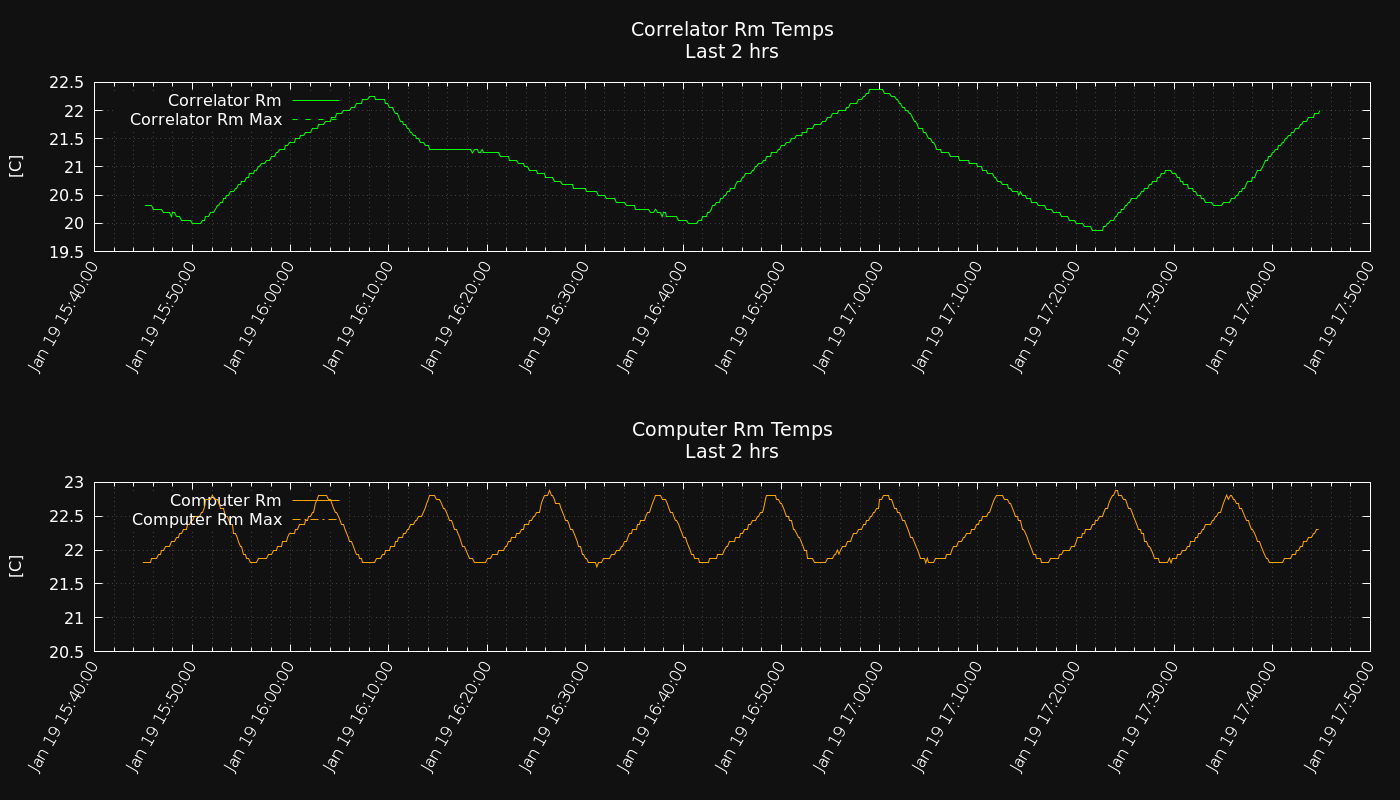 Correlator Rm Temps
Last 2 hrs
22.5
22
21.5
21
20.5
20
19.5
[C]
Correlator Rm
Correlator Rm Max
Jan 19 15:40:00
Jan 19 15:50:00
Jan 19 16:00:00
Jan 19 16:10:00
Jan 19 16:20:00
Jan 19 16:30:00
Jan 19 16:40:00
Jan 19 16:50:00
Jan 19 17:00:00
Jan 19 17:10:00
Jan 19 17:20:00
Jan 19 17:30:00
Jan 19 17:40:00
Jan 19 17:50:00
Computer Rm Temps
Last 2 hrs
23
22.5
22
21.5
21
20.5
[C]
Computer Rm
Computer Rm Max
Jan 19 15:40:00
Jan 19 15:50:00
Jan 19 16:00:00
Jan 19 16:10:00
Jan 19 16:20:00
Jan 19 16:30:00
Jan 19 16:40:00
Jan 19 16:50:00
Jan 19 17:00:00
Jan 19 17:10:00
Jan 19 17:20:00
Jan 19 17:30:00
Jan 19 17:40:00
Jan 19 17:50:00